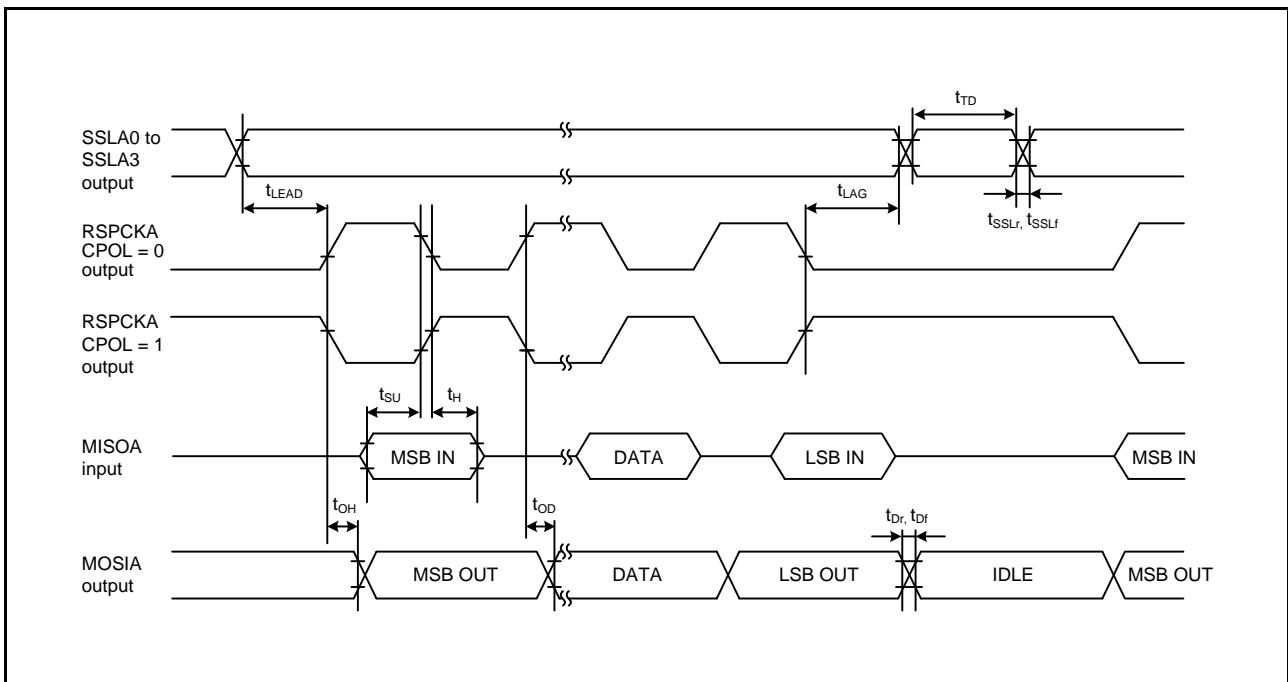 tTD
SSLA0 to
SSLA3
output
tLEAD
tLAG
tSSLr, tSSLf
RSPCKA
CPOL = 0
output
RSPCKA
CPOL = 1
output
tSU
tH
MISOA
input
MSB IN
DATA
LSB IN
MSB IN
tOH
tOD
tDr, tDf
MOSIA
output
MSB OUT
DATA
LSB OUT
IDLE
MSB OUT